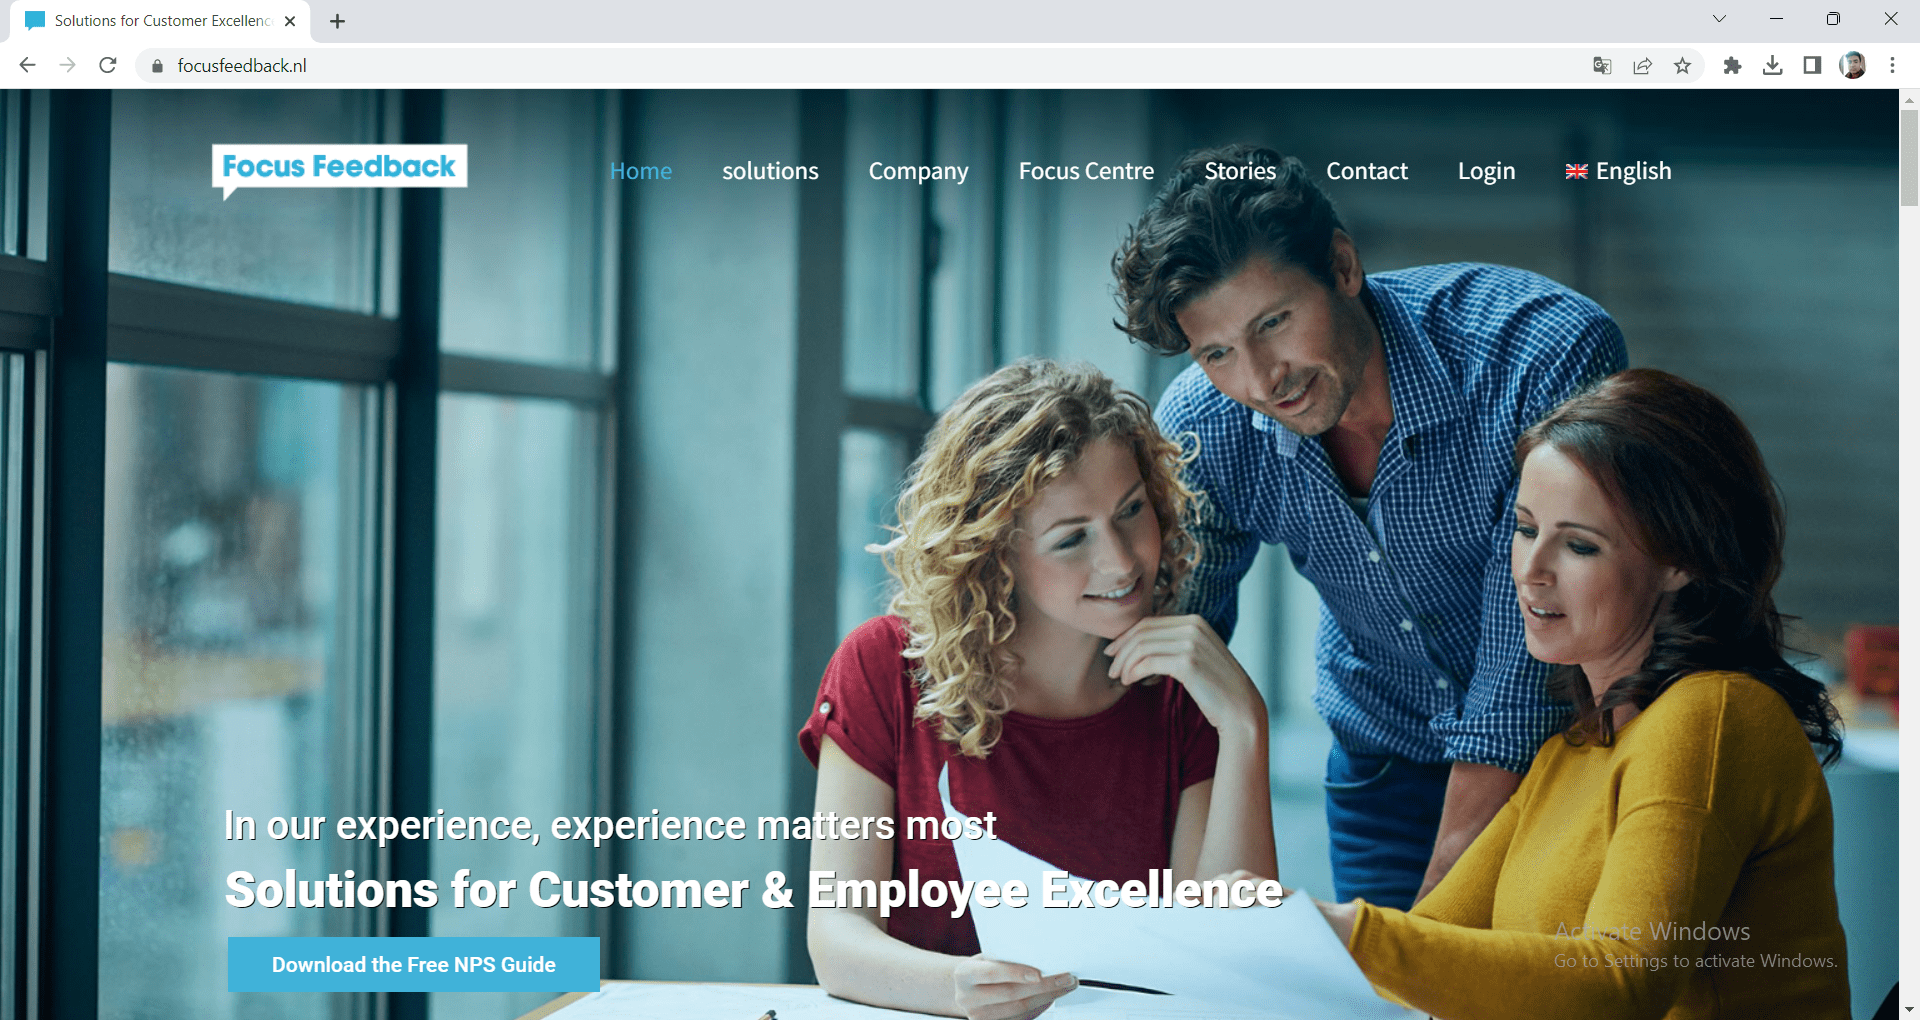 Solutions for Customer Excellenc
focusfeedback.nl
Focus Feedback
Home solutions Company Focus Centre Stories Contact Login English
In our experience, experience matters most
Solutions for Customer & Employee Excellence
Download the Free NPS Guide
Activate Windows
Go to Settings to activate Windows.